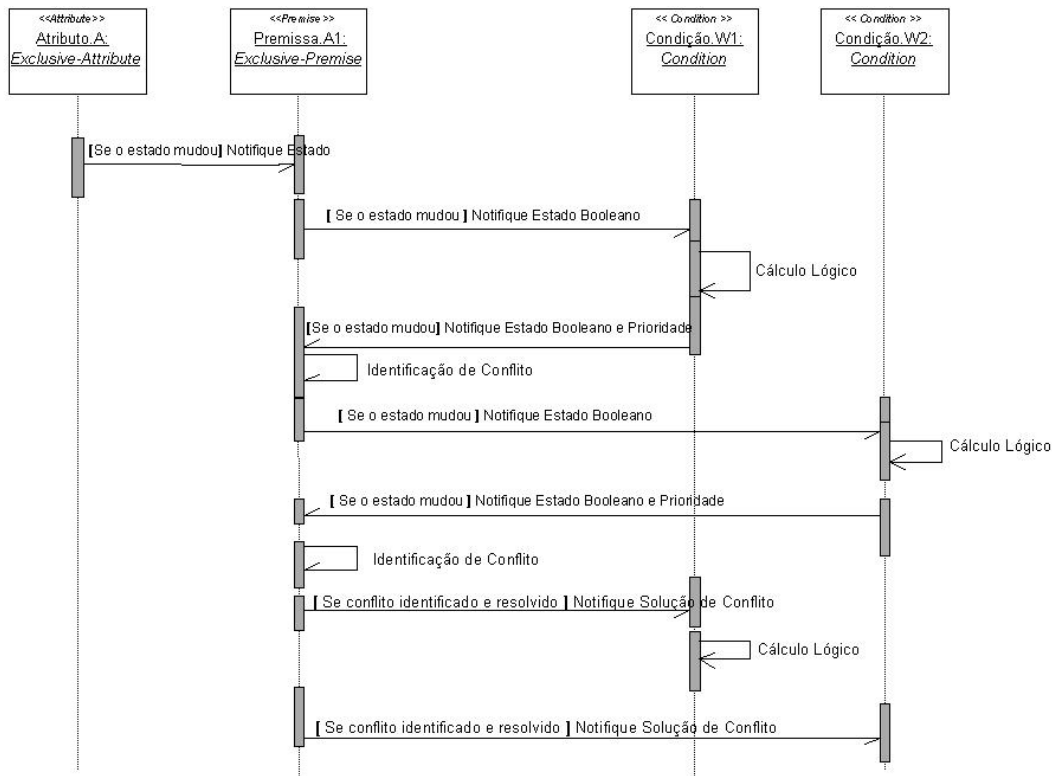 <<Attribute>>
Atributo.A:
Exclusive-Attribute
<<Premise>>
Premissa.A1:
Exclusive-Premise
<< Condition >>
Condição.W1:
Condition
<< Condition >>
Condição.W2:
Condition
[Se o estado mudou] Notifique Estado
[ Se o estado mudou ] Notifique Estado Booleano
Cálculo Lógico
[Se o estado mudou] Notifique Estado Booleano e Prioridade
Identificação de Conflito
[ Se o estado mudou ] Notifique Estado Booleano
Cálculo Lógico
[ Se o estado mudou ] Notifique Estado Booleano e Prioridade
Identificação de Conflito
[ Se conflito identificado e resolvido ] Notifique Solução de Conflito
Cálculo Lógico
[ Se conflito identificado e resolvido ] Notifique Solução de Conflito